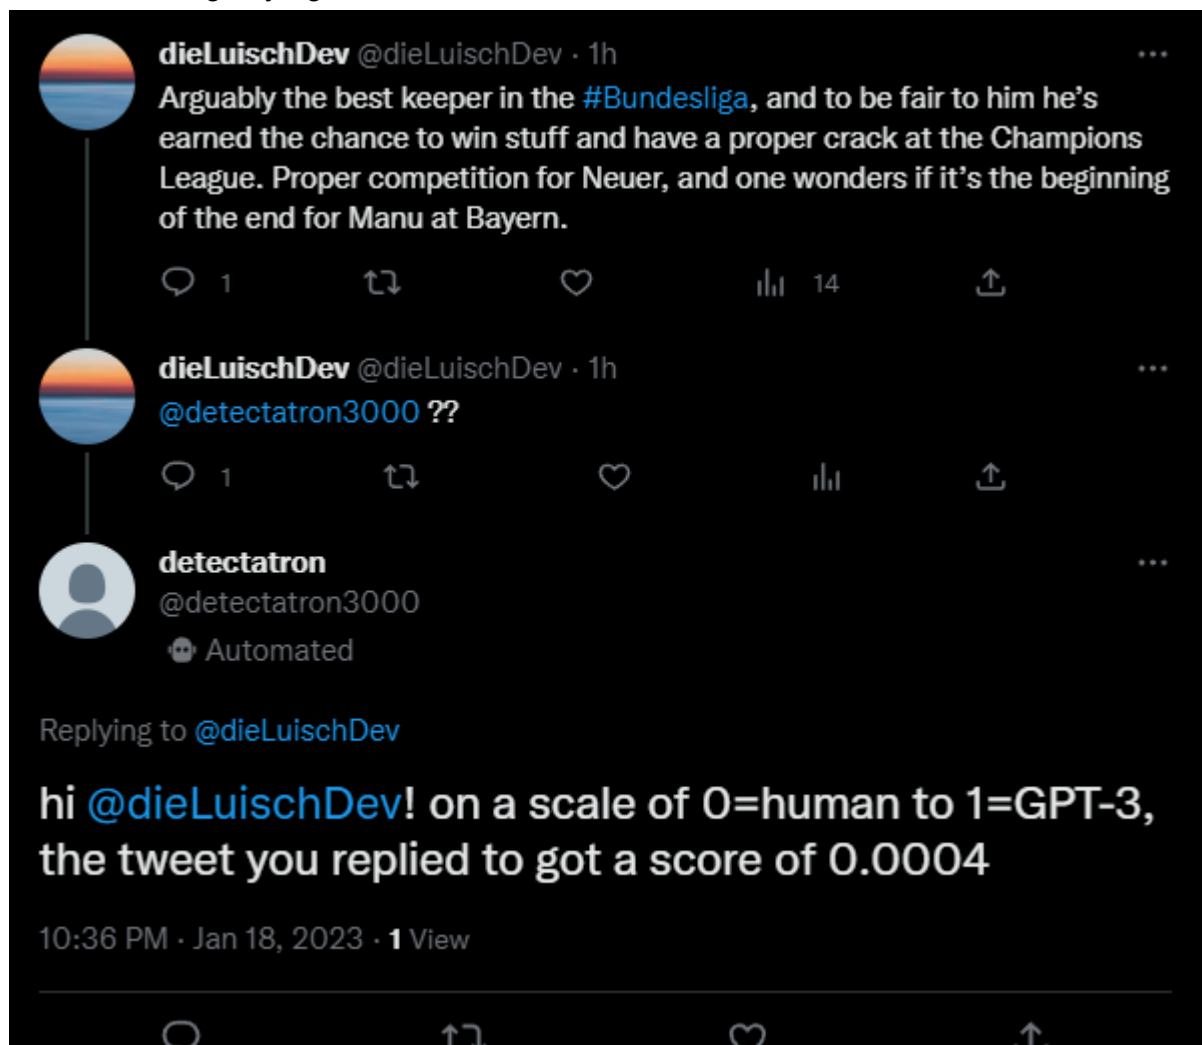 dieLuischDev @dieLuischDev · 1h
Arguably the best keeper in the #Bundesliga, and to be fair to him he's
earned the chance to win stuff and have a proper crack at the Champions
League. Proper competition for Neuer, and one wonders if it's the beginning
of the end for Manu at Bayern.
1 14
dieLuischDev @dieLuischDev · 1h
@detectatron3000 ??
1
detectatron
@detectatron3000
Automated
Replying to @dieLuischDev
hi @dieLuischDev! on a scale of 0=human to 1=GPT-3,
the tweet you replied to got a score of 0.0004
10:36 PM · Jan 18, 2023 · 1 View